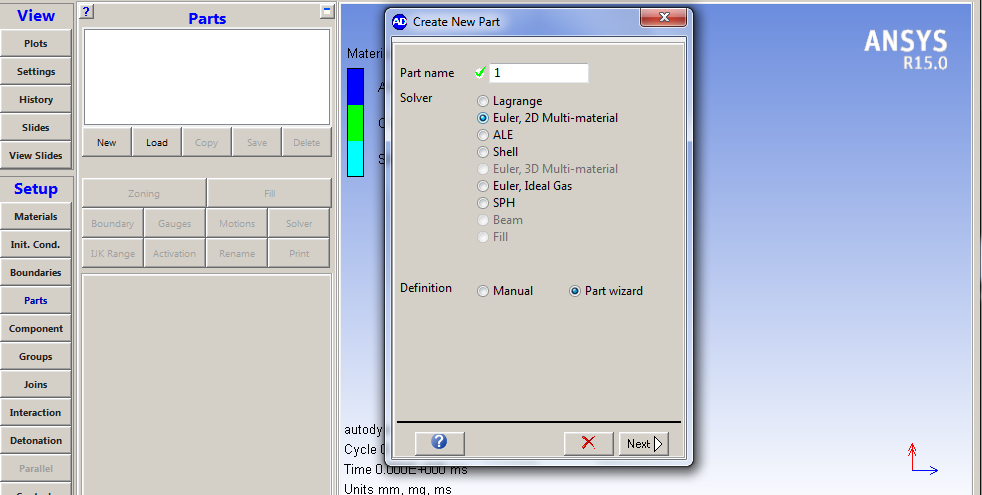 View
Plots
Settings
History
Slides
View Slides
Setup
Materials
Init. Cond.
Boundaries
Parts
Component
Groups
Joins
Interaction
Detonation
Parallel
?
Parts
New Load Copy Save Delete
Zoning Fill
Boundary Gauges Motions Solver
IJK Range Activation Rename Print
Materi
ANSYS
R15.0
autody
Cycle 0
Time 0.000E+000 ms
Units mm, mg, ms
AD Create New Part
Part name 1
Solver
Lagrange
Euler, 2D Multi-material
ALE
Shell
Euler, 3D Multi-material
Euler, Ideal Gas
SPH
Beam
Fill
Definition Manual Part wizard
? Next